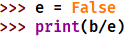 >>> e = False
>>> print(b/e)